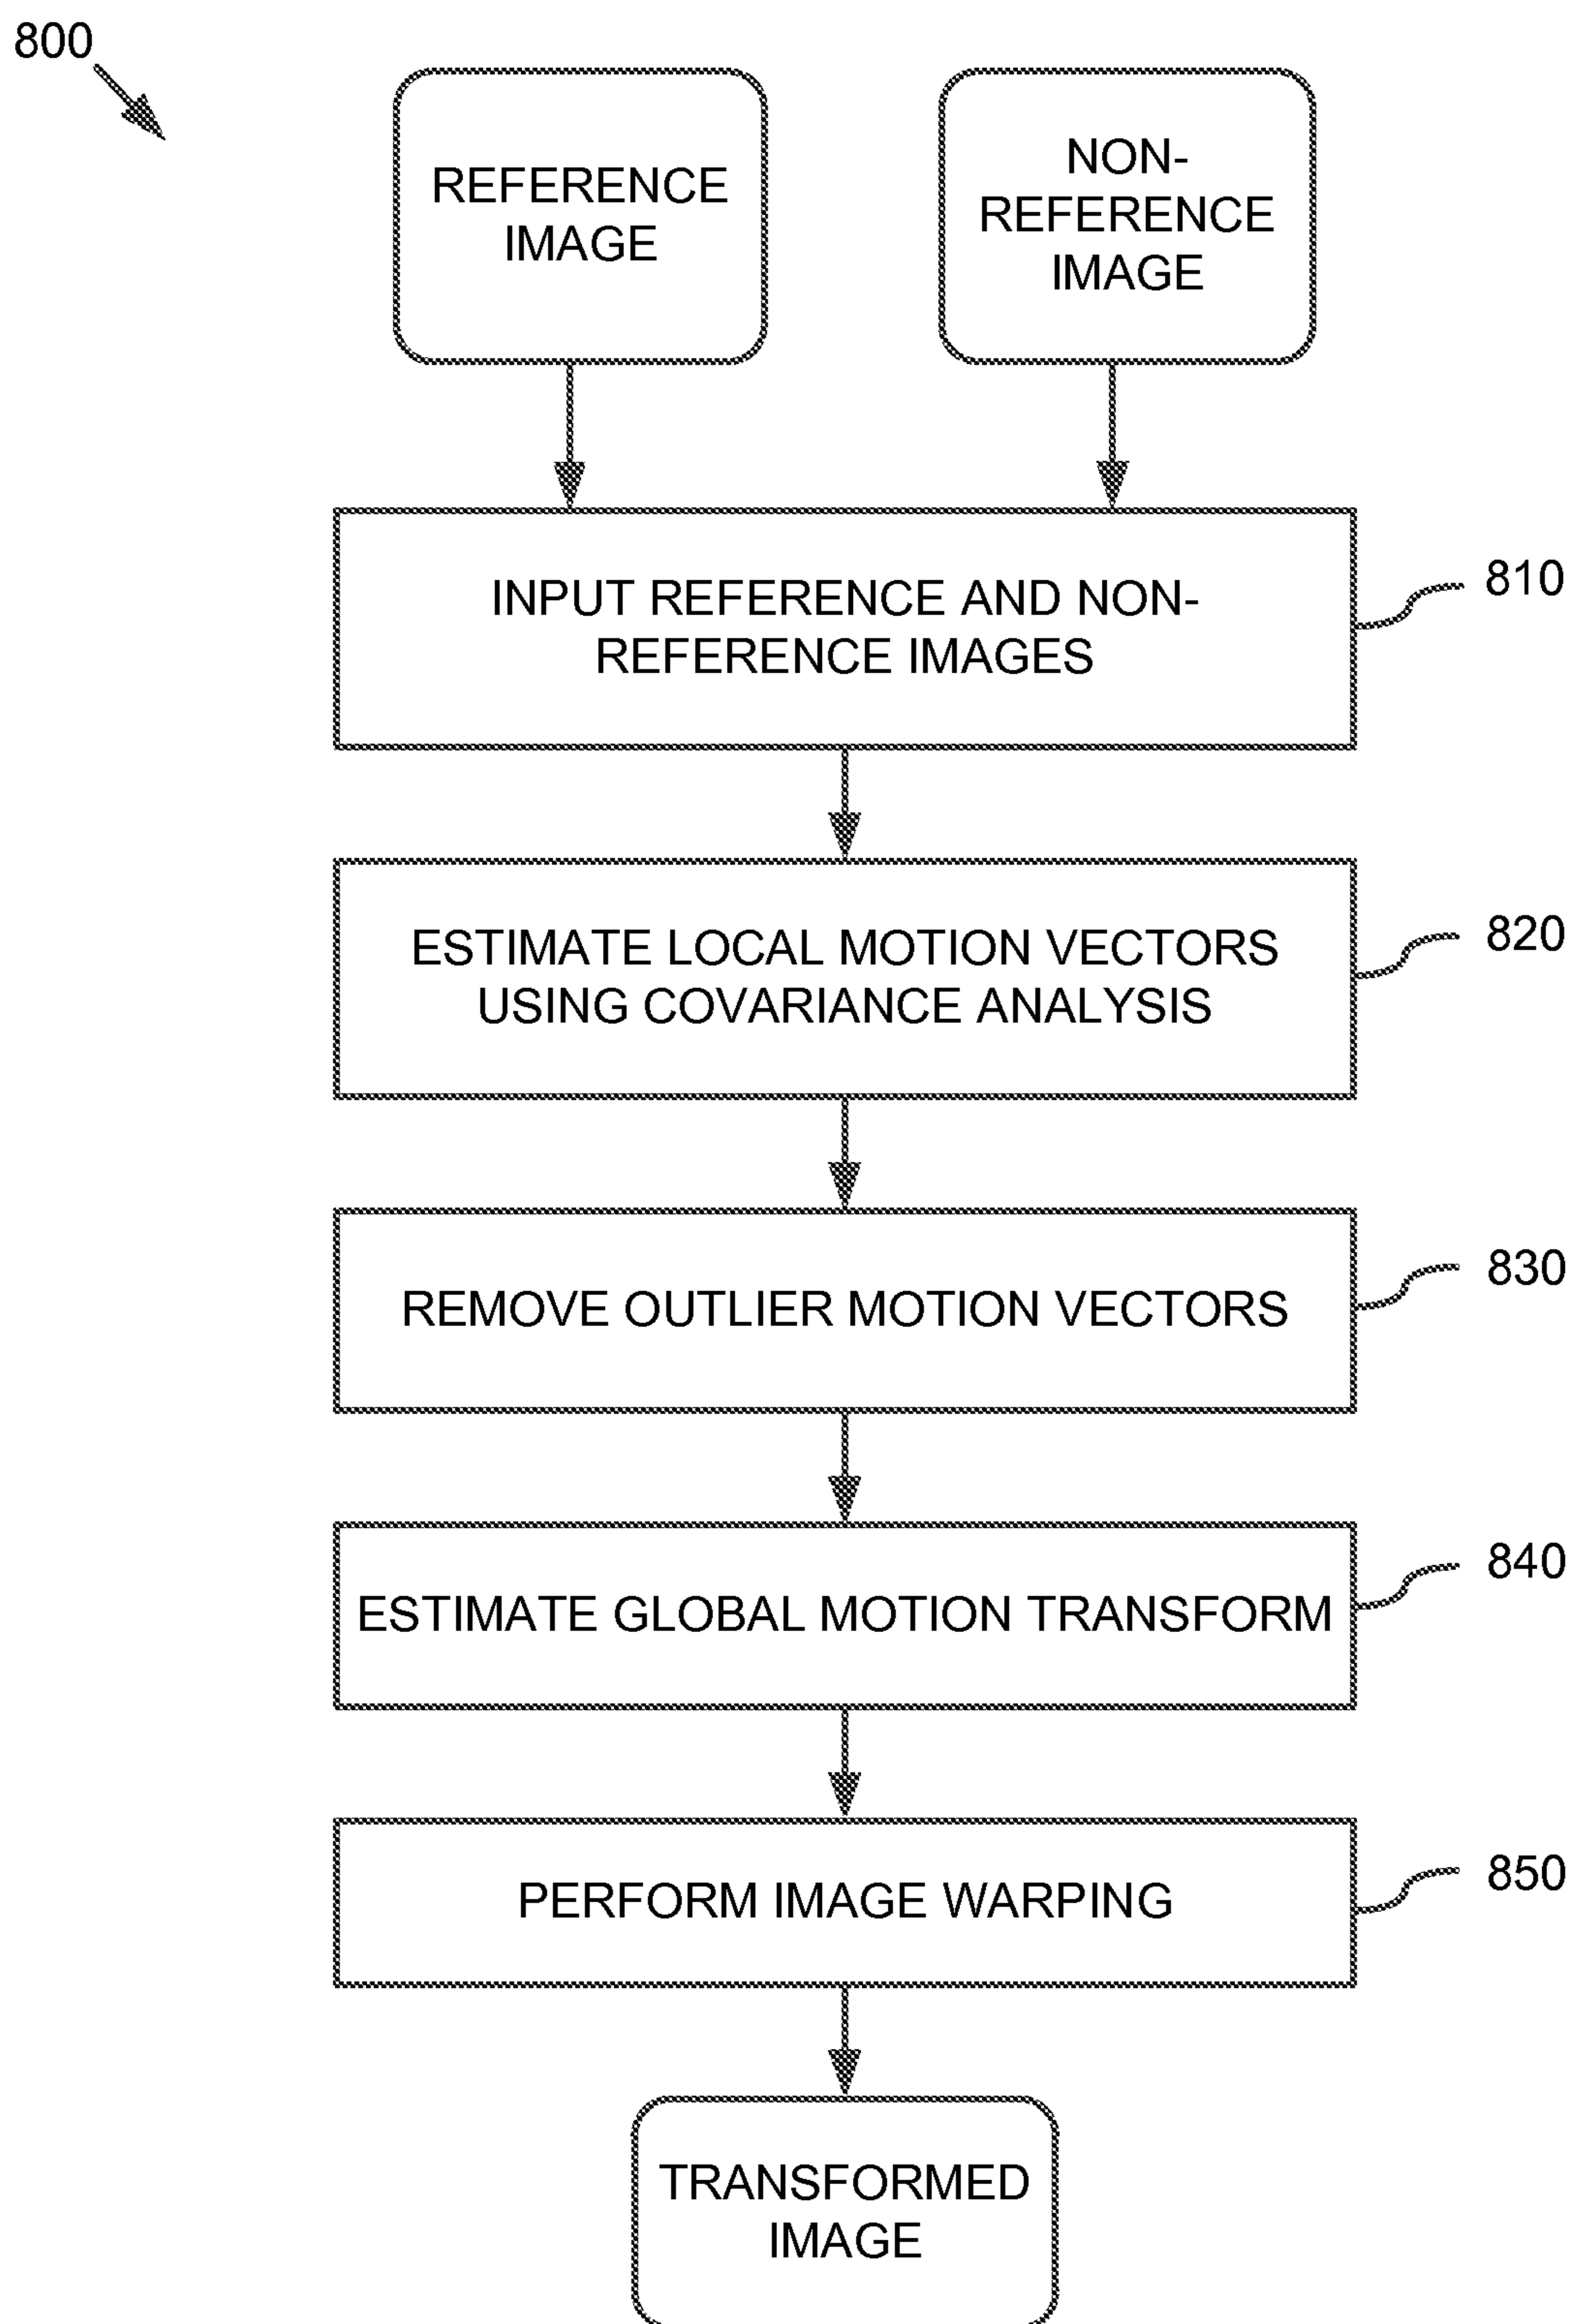 800
REFERENCE
IMAGE
NON-
REFERENCE
IMAGE
INPUT REFERENCE AND NON-
REFERENCE IMAGES
810
ESTIMATE LOCAL MOTION VECTORS
USING COVARIANCE ANALYSIS
820
REMOVE OUTLIER MOTION VECTORS
830
ESTIMATE GLOBAL MOTION TRANSFORM
840
PERFORM IMAGE WARPING
850
TRANSFORMED
IMAGE